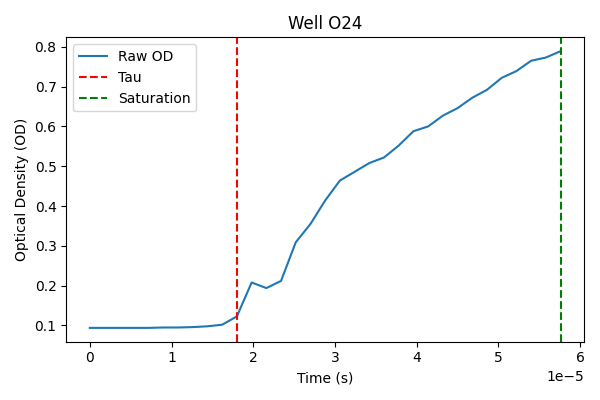 Well O24
Raw OD
Tau
Saturation
Optical Density (OD)
0.8
0.7
0.6
0.5
0.4
0.3
0.2
0.1
0 1 2 3 4 5 6
1e−5
Time (s)